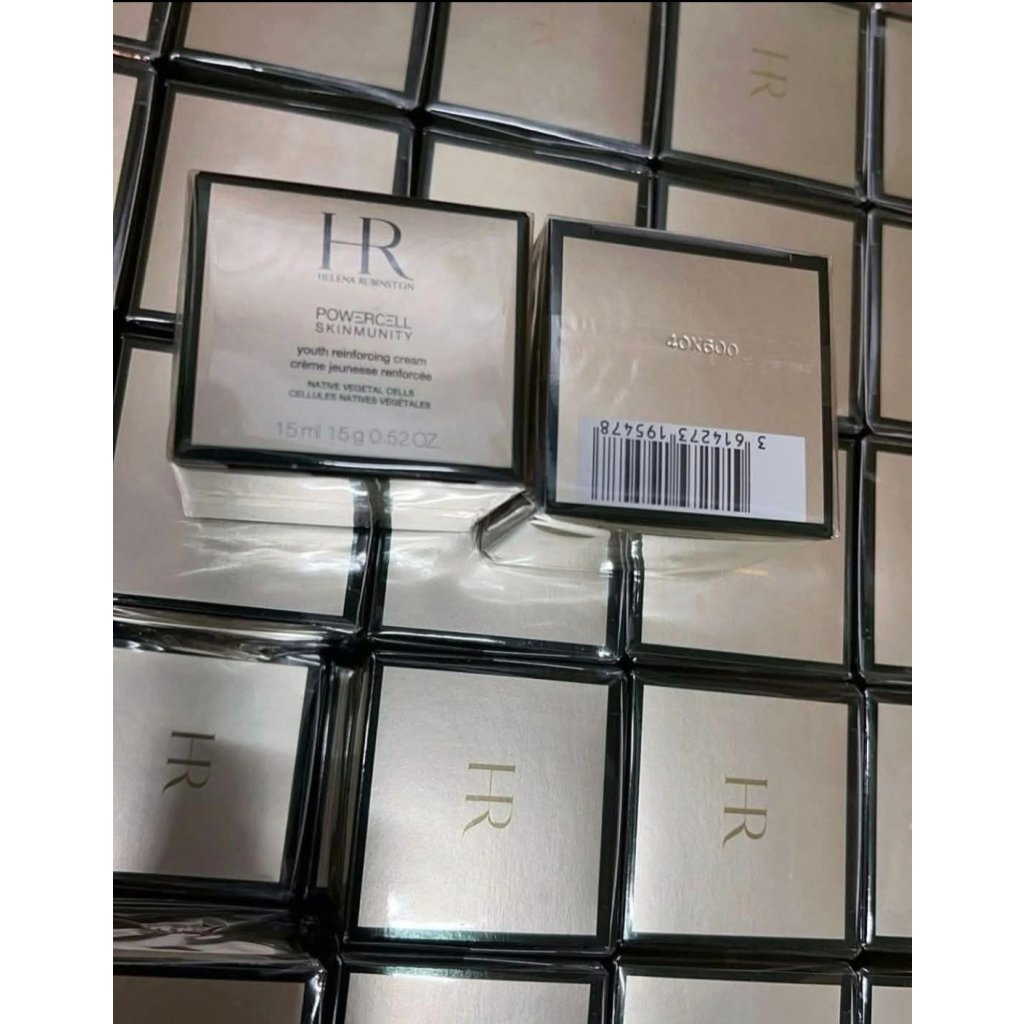 HR
HR
HELENA RUBINSTEIN
POWERCELL
SKINMUNITY
youth reinforcing cream
crème jeunesse renforcée
NATIVE VEGETAL CELLS
CELLULES NATIVES VÉGÉTALES
15 ml 15 g 0.52 OZ.
40X600
3 614273 195478
HR
HR
HR